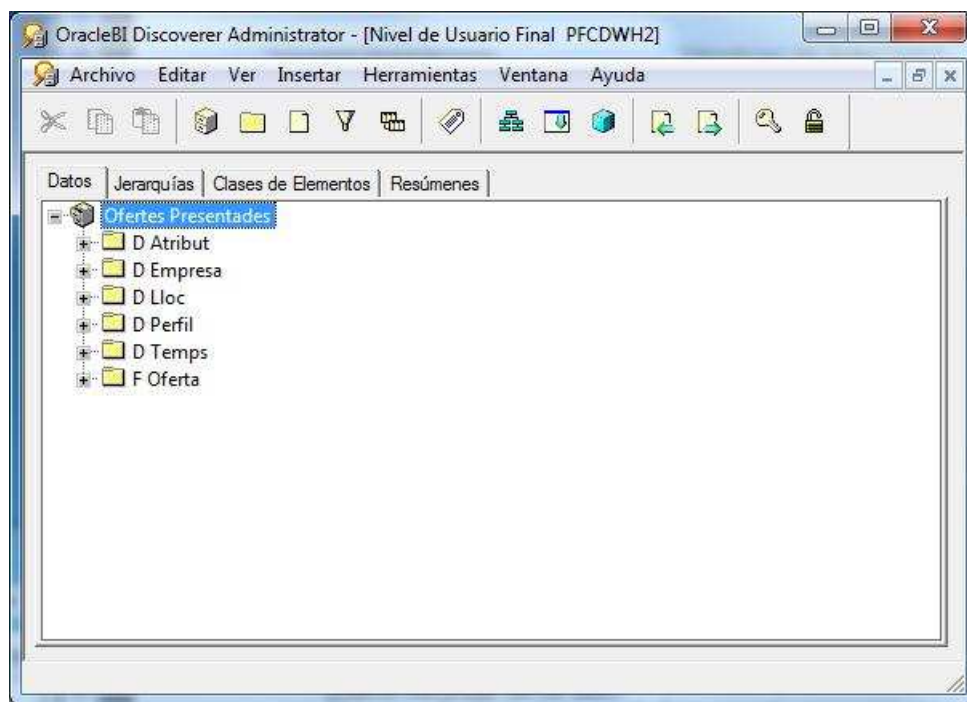 OracleBI Discoverer Administrator - [Nivel de Usuario Final PFCDWH2]
Archivo Editar Ver Insertar Herramientas Ventana Ayuda
Datos Jerarquías Clases de Elementos Resúmenes
Ofertes Presentades
D Atribut
D Empresa
D Lloc
D Perfil
D Temps
F Oferta